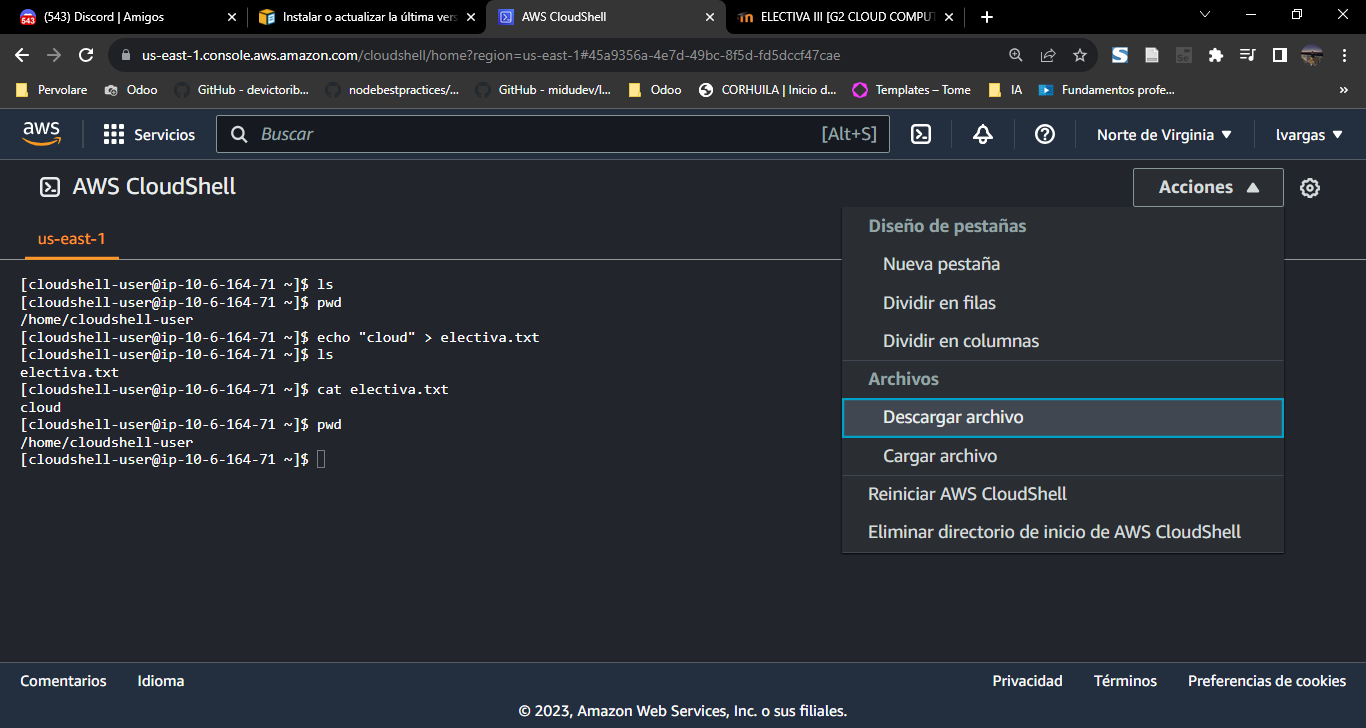 543
(543) Discord | Amigos
Instalar o actualizar la última vers
AWS CloudShell
ELECTIVA III [G2 CLOUD COMPUT
us-east-1.console.aws.amazon.com/cloudshell/home?region=us-east-1#45a9356a-4e7d-49bc-8f5d-fd5dccf47cae
Pervolare
Odoo
GitHub - devictorib...
nodebestpractices/...
GitHub - midudev/l...
Odoo
CORHUILA | Inicio d...
Templates – Tome
IA
Fundamentos profe...
»
aws
Servicios
Buscar
[Alt+S]
Norte de Virginia
lvargas
AWS CloudShell
Acciones
us-east-1
Diseño de pestañas
Nueva pestaña
Dividir en filas
Dividir en columnas
Archivos
Descargar archivo
Cargar archivo
Reiniciar AWS CloudShell
Eliminar directorio de inicio de AWS CloudShell
[cloudshell-user@ip-10-6-164-71 ~]$ ls
[cloudshell-user@ip-10-6-164-71 ~]$ pwd
/home/cloudshell-user
[cloudshell-user@ip-10-6-164-71 ~]$ echo "cloud" > electiva.txt
[cloudshell-user@ip-10-6-164-71 ~]$ ls
electiva.txt
[cloudshell-user@ip-10-6-164-71 ~]$ cat electiva.txt
cloud
[cloudshell-user@ip-10-6-164-71 ~]$ pwd
/home/cloudshell-user
[cloudshell-user@ip-10-6-164-71 ~]$
Comentarios
Idioma
Privacidad
Términos
Preferencias de cookies
© 2023, Amazon Web Services, Inc. o sus filiales.